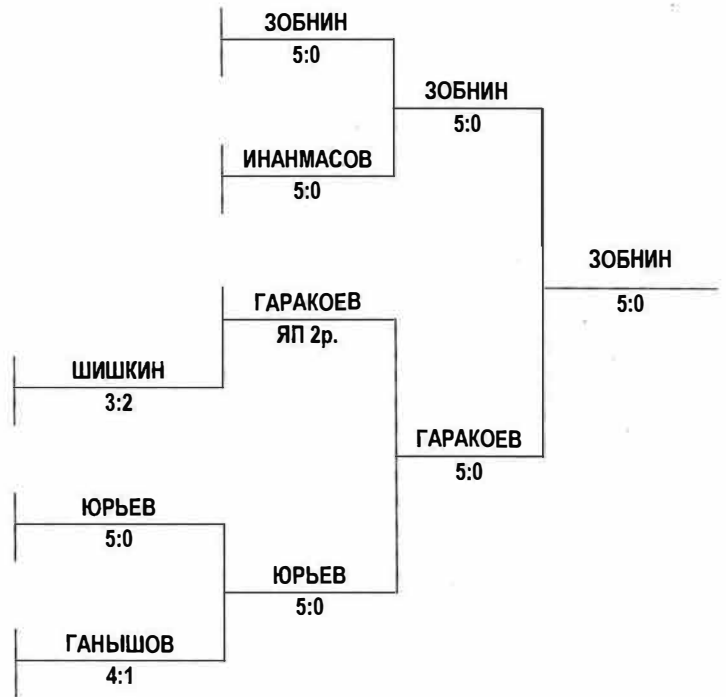 ЗОБНИН
5:0
ЗОБНИН
5:0
ИНАНМАСОВ
5:0
ЗОБНИН
5:0
ГАРАКОЕВ
ЯП 2р.
ШИШКИН
3:2
ГАРАКОЕВ
5:0
ЮРЬЕВ
5:0
ЮРЬЕВ
5:0
ГАНЫШОВ
4:1